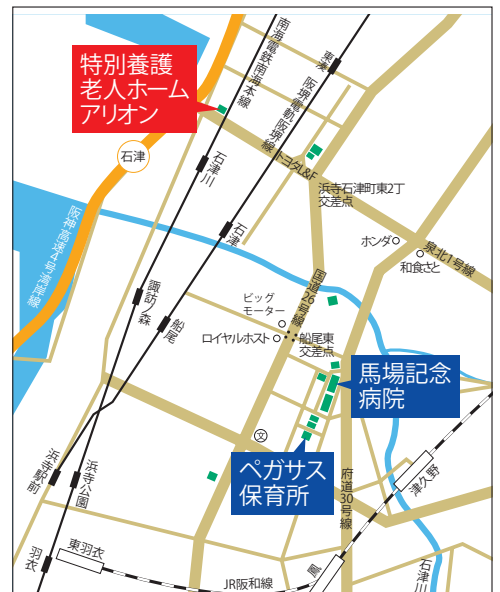 特別養護
老人ホーム
アリオン
南海電鉄南海本線
阪堺電軌阪堺線
東湊
石津
トヨタL&F
石津川
浜寺石津町東2丁
交差点
石津
阪神高速4号湾岸線
ホンダ
泉北1号線
和食さと
諏訪ノ森
船尾
国道26号線
ビッグ
モーター
ロイヤルホスト
船尾東
交差点
馬場記念
病院
文
ペガサス
保育所
浜寺駅前
浜寺公園
府道30号線
津久野
羽衣
東羽衣
JR阪和線
石津川